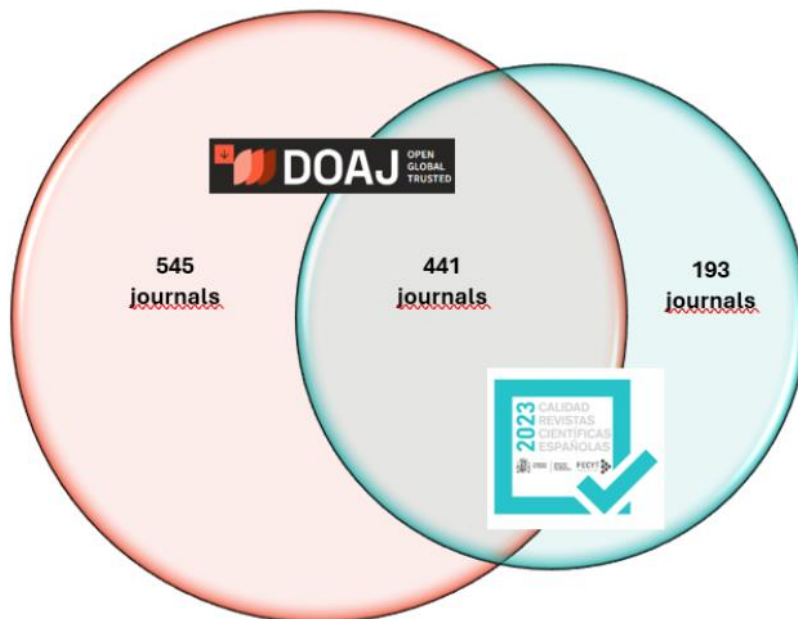 DOAJ
OPEN
GLOBAL
TRUSTED
545
journals
441
journals
193
journals
2023
CALIDAD
REVISTAS
CIENTÍFICAS
ESPAÑOLAS
FECYT